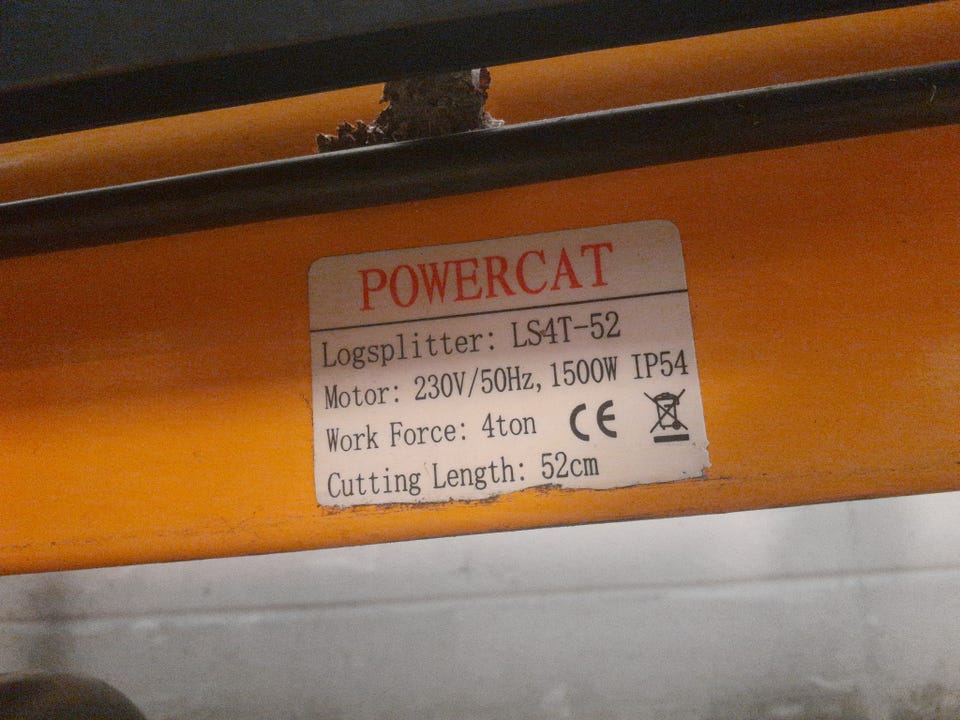 POWERCAT
Logsplitter: LS4T-52
Motor: 230V/50Hz, 1500W IP54
Work Force: 4ton CE
Cutting Length: 52cm